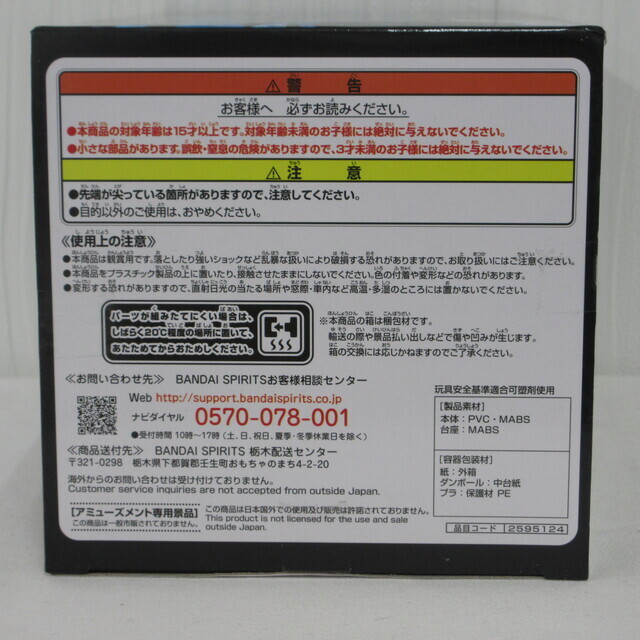 ⚠警告
お客様へ 必ずお読みください。
●本商品の対象年齢は15才以上です。対象年齢未満のお子様には絶対に与えないでください。
●小さな部品があります。誤飲・窒息の危険がありますので、3才未満のお子様には絶対に与えないでください。
⚠注意
●先端が尖っている箇所がありますので、注意してください。
●目的以外のご使用は、おやめください。
《使用上の注意》
●本商品は観賞用です。落としたり強いショックなど乱暴な扱いにより破損する恐れがありますので、お取り扱いにはご注意ください。
●本商品をプラスチック製品の上に置いたり、接触させたままにしないでください。色の付着や変形などの恐れがあります。
●変形する恐れがありますので、直射日光の当たる場所や窓際・車内など高温・多湿のところには置かないでください。
パーツが組みたてにくい場合は、
しばらく20℃程度の場所に置いて、
あたためてからおためしください。
※本商品の箱は梱包材です。
輸送の際や景品払い出しなどで傷や凹みが生じます。
箱の交換には応じかねますのでご了承ください。
《お問い合わせ先》 BANDAI SPIRITSお客様相談センター
Web http://support.bandaispirits.co.jp
ナビダイヤル 0570-078-001
●受付時間 10時〜17時(土、日、祝日、夏季・冬季休業日を除く)
《商品送付先》 BANDAI SPIRITS 栃木配送センター
〒321-0298 栃木県下都賀郡壬生町おもちゃのまち4-2-20
海外からのお問い合わせは受け付けておりません。
Customer service inquiries are not accepted from outside Japan.
[アミューズメント専用景品]
この商品は一般市販しておりません。
この商品は日本国以外での使用及び販売は許諾されておりません。
This product is not licensed for the use and sale
outside Japan.
玩具安全基準適合可塑剤使用
[製品素材]
本体:PVC・MABS
台座:MABS
[容器包装材]
紙:外箱
ダンボール:中台紙
プラ:保護材 PE
品目コード 2595124